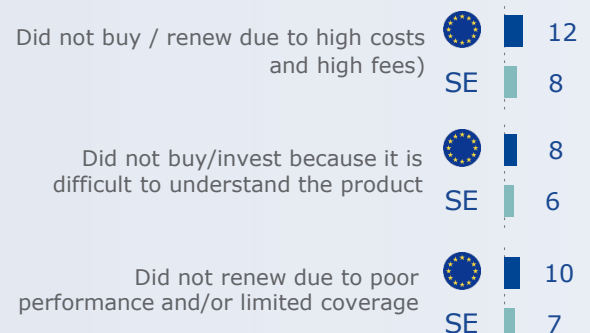 Did not buy / renew due to high costs
and high fees)
12
SE 8
Did not buy/invest because it is
difficult to understand the product
8
SE 6
Did not renew due to poor
performance and/or limited coverage
10
SE 7